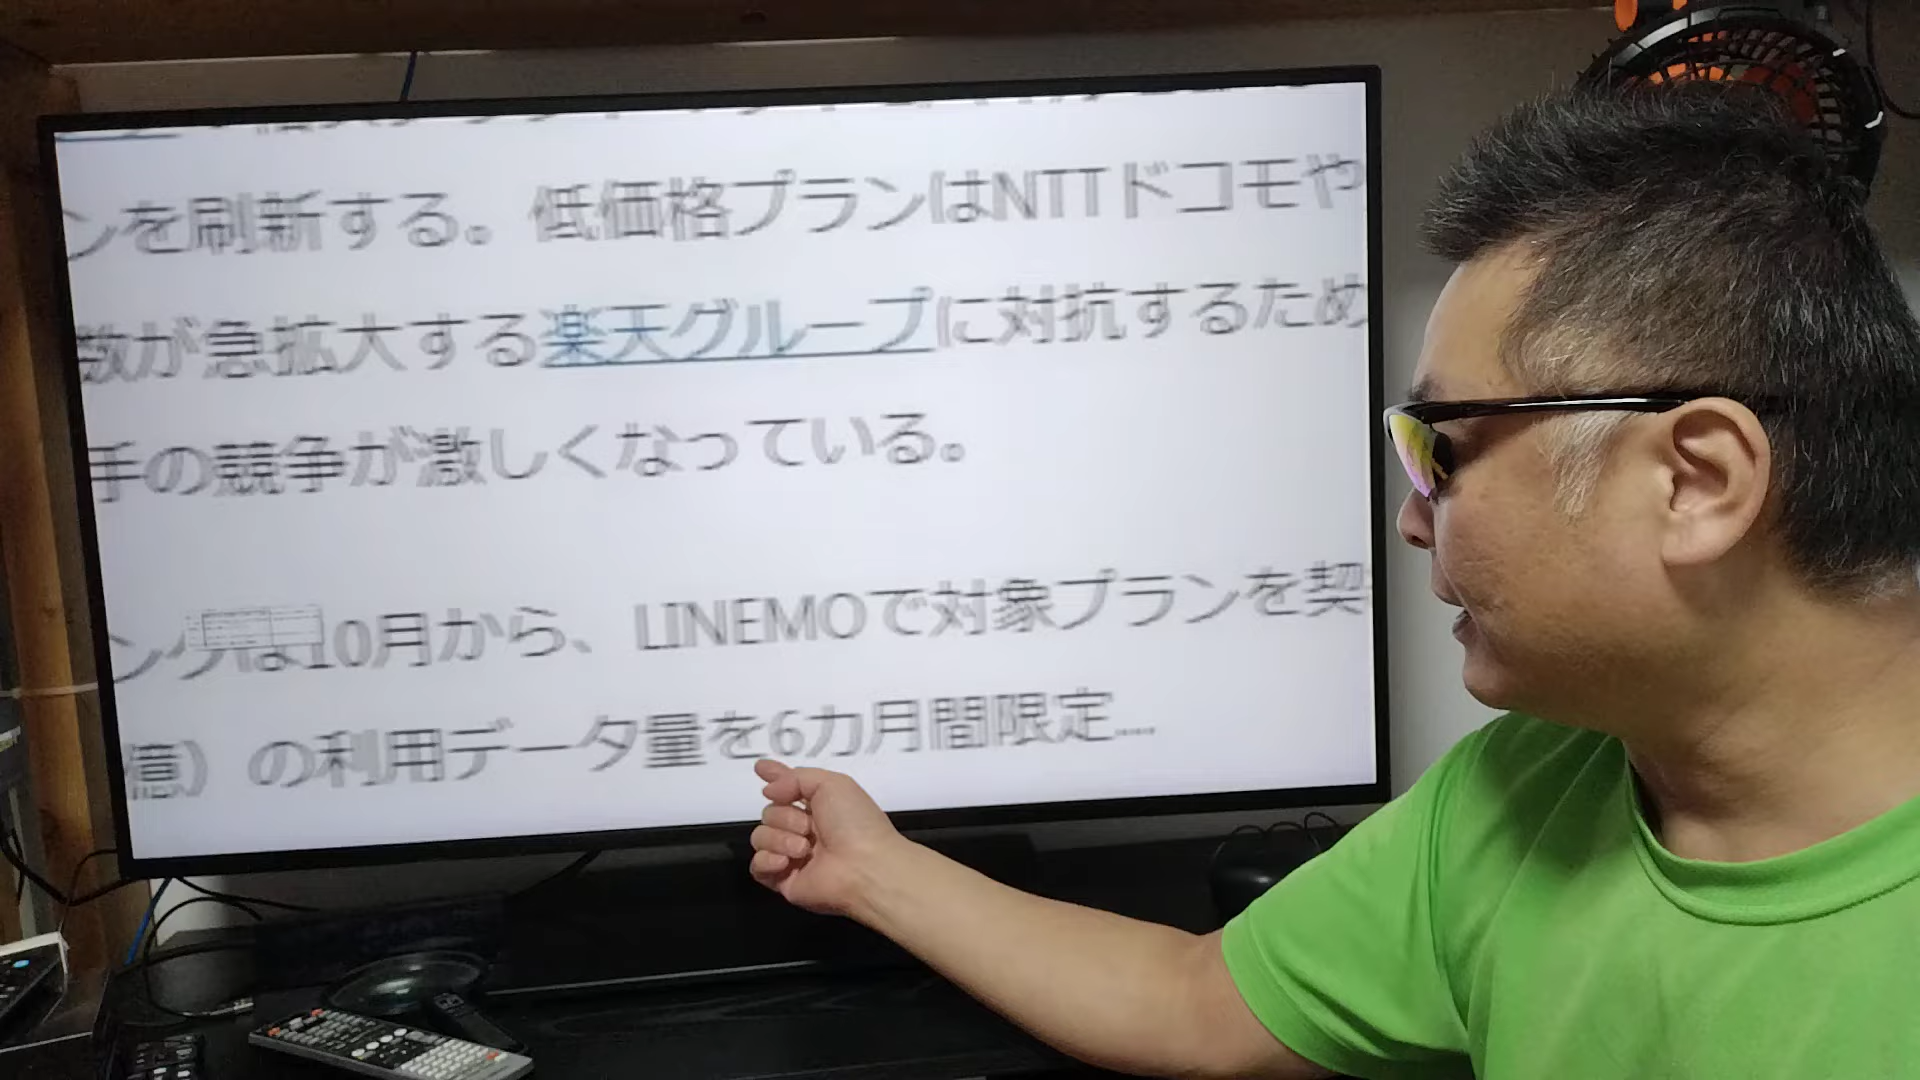 ンを刷新する。低価格プランはNTTドコモや
数が急拡大する楽天グループに対抗するため
手の競争が激しくなっている。
ンクは10月から、LINEMOで対象プランを契
億）の利用データ量を6カ月間限定...